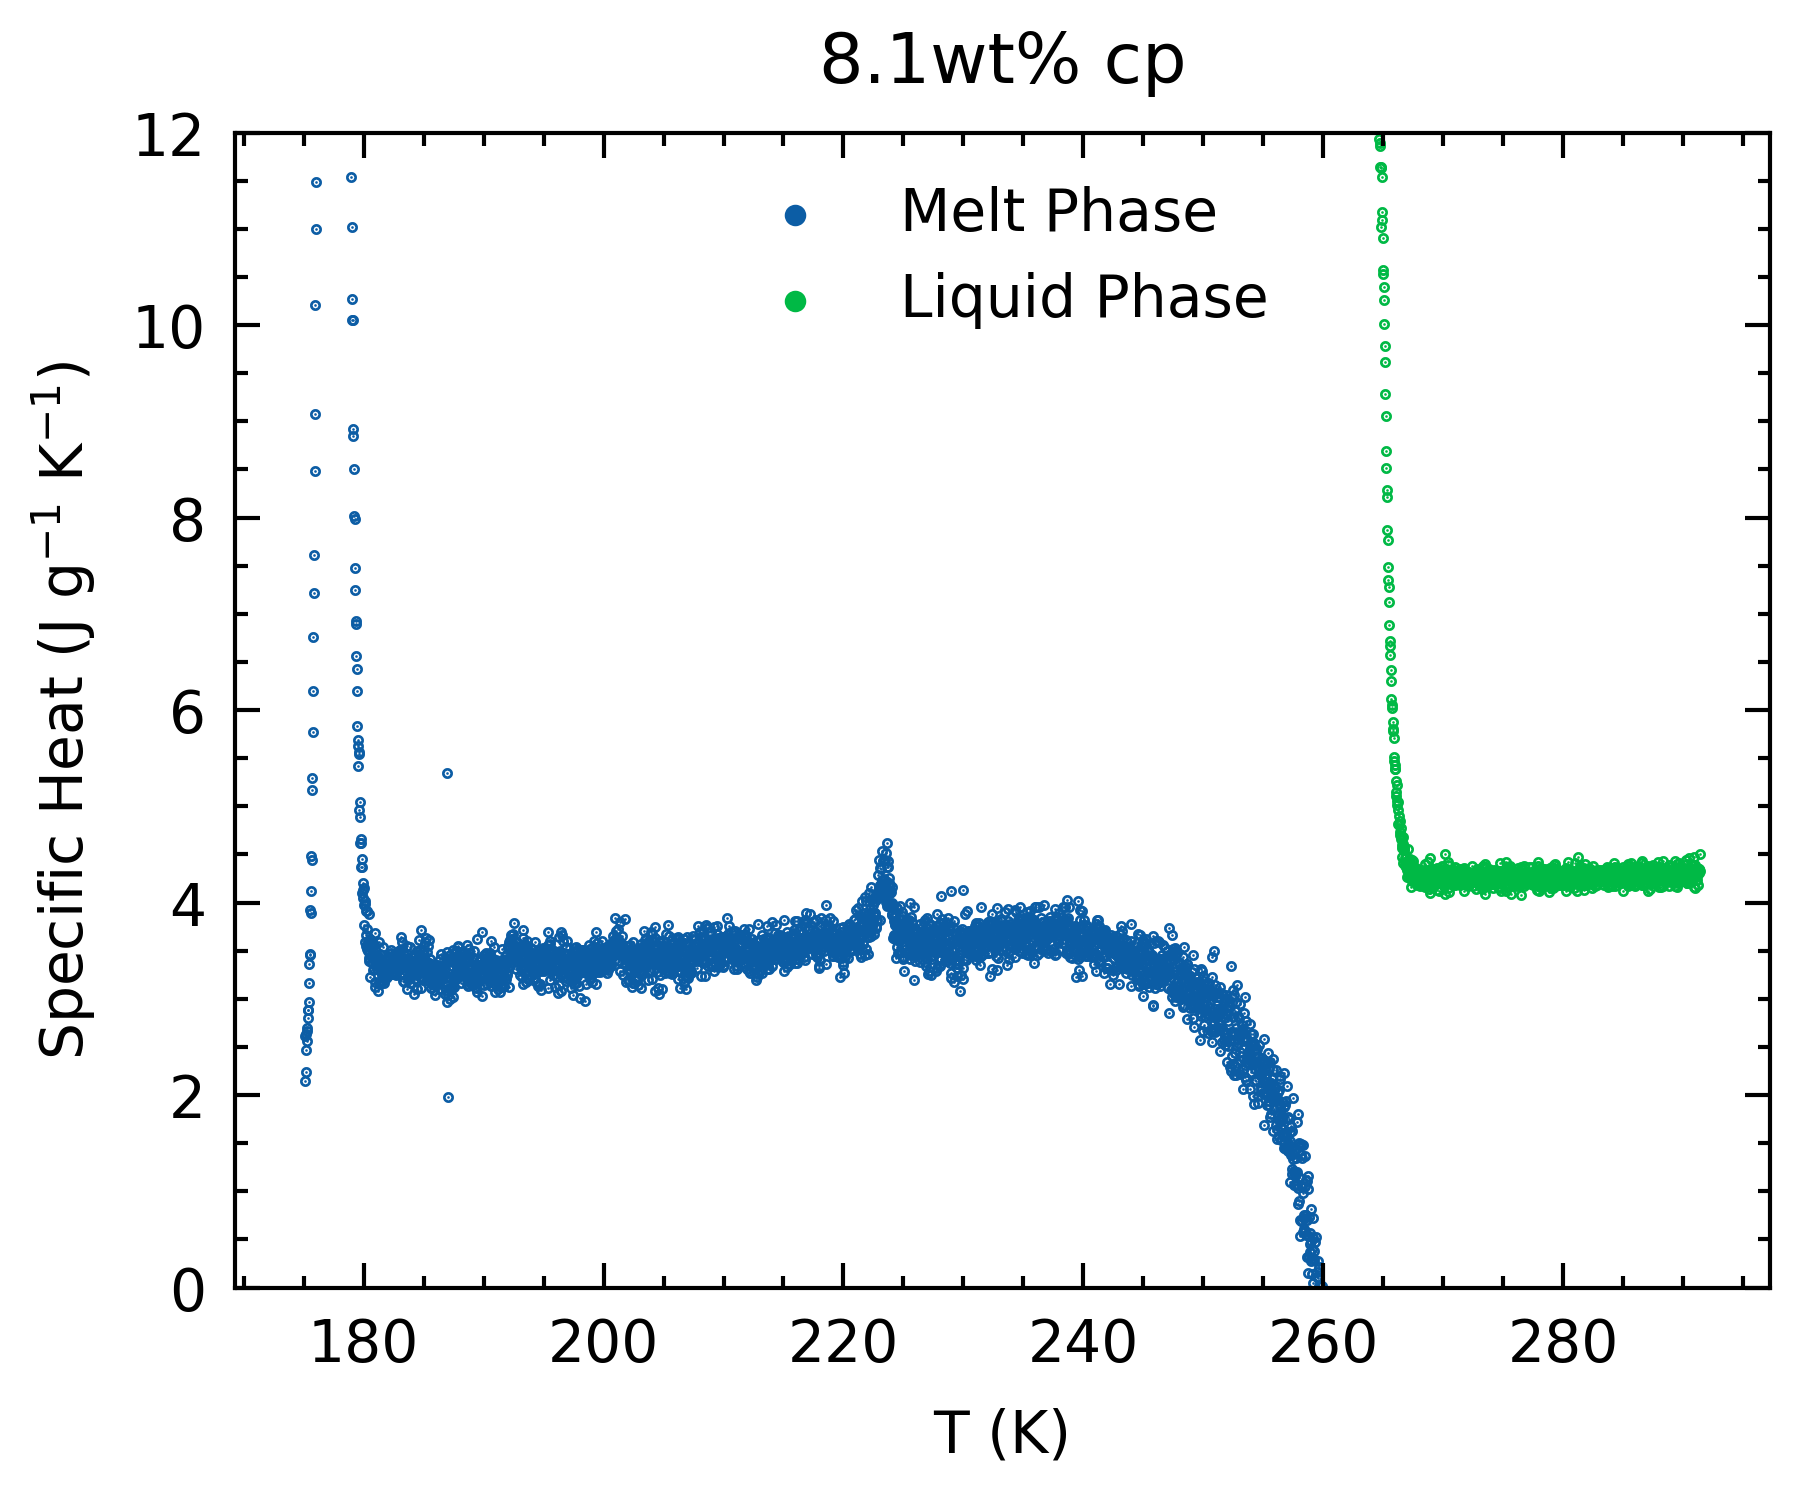 8.1wt% cp
Melt Phase
Liquid Phase
Specific Heat (J g⁻¹ K⁻¹)
12
10
8
6
4
2
0
180 200 220 240 260 280
T (K)